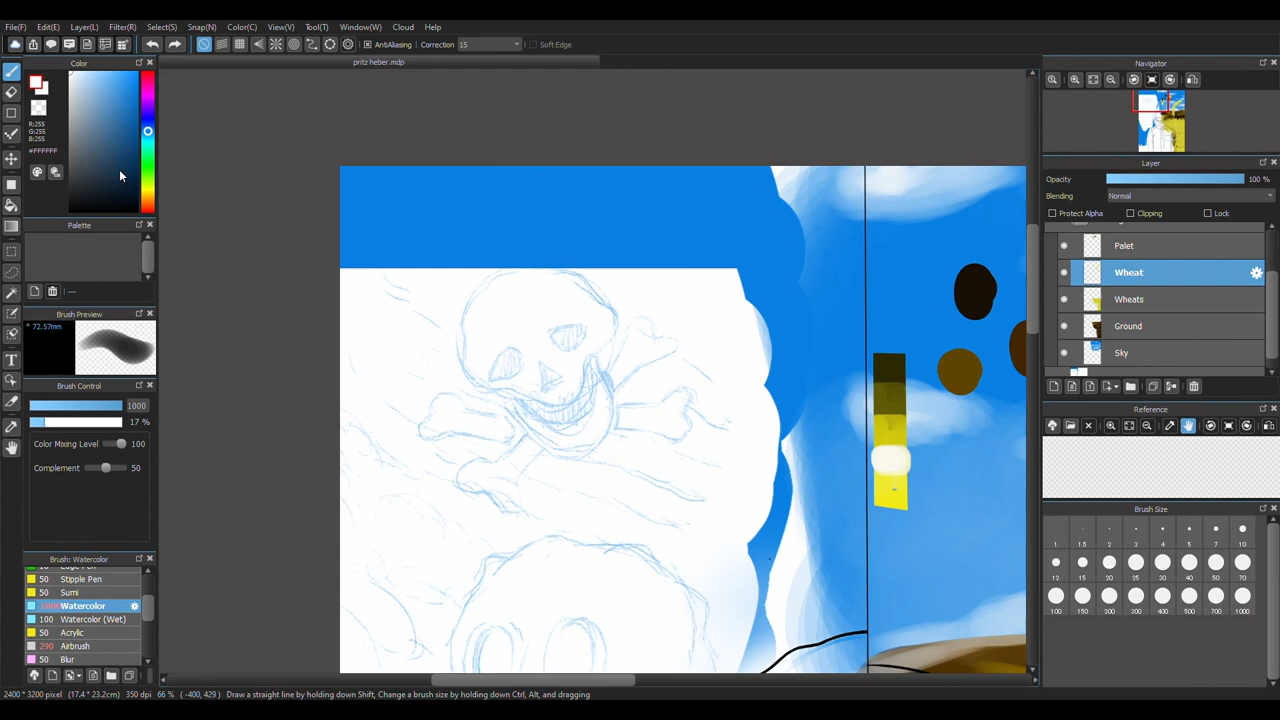 File(F) Edit(E) Layer(L) Filter(R) Select(S) Snap(N) Color(C) View(V) Tool(T) Window(W) Cloud Help
AntiAliasing Correction 15 Soft Edge
pritz heber.mdp
Color
R:255
G:255
B:255
#FFFFFF
Palette
---
Brush Preview
* 72.57mm
Brush Control
1000
17 %
Color Mixing Level 100
Complement 50
Brush: Watercolor
50 Stipple Pen
50 Sumi
1000 Watercolor
100 Watercolor (Wet)
50 Acrylic
290 Airbrush
50 Blur
Navigator
Layer
Opacity 100 %
Blending Normal
Protect Alpha Clipping Lock
Palet
Wheat
Wheats
Ground
Sky
Reference
Brush Size
1 1.5 2 3 4 5 7 10
12 15 20 25 30 40 50 70
100 150 200 300 400 500 700 1000
2400 * 3200 pixel (17.4 * 23.2cm) 350 dpi 66 % (-400, 429) Draw a straight line by holding down Shift, Change a brush size by holding down Ctrl, Alt, and dragging